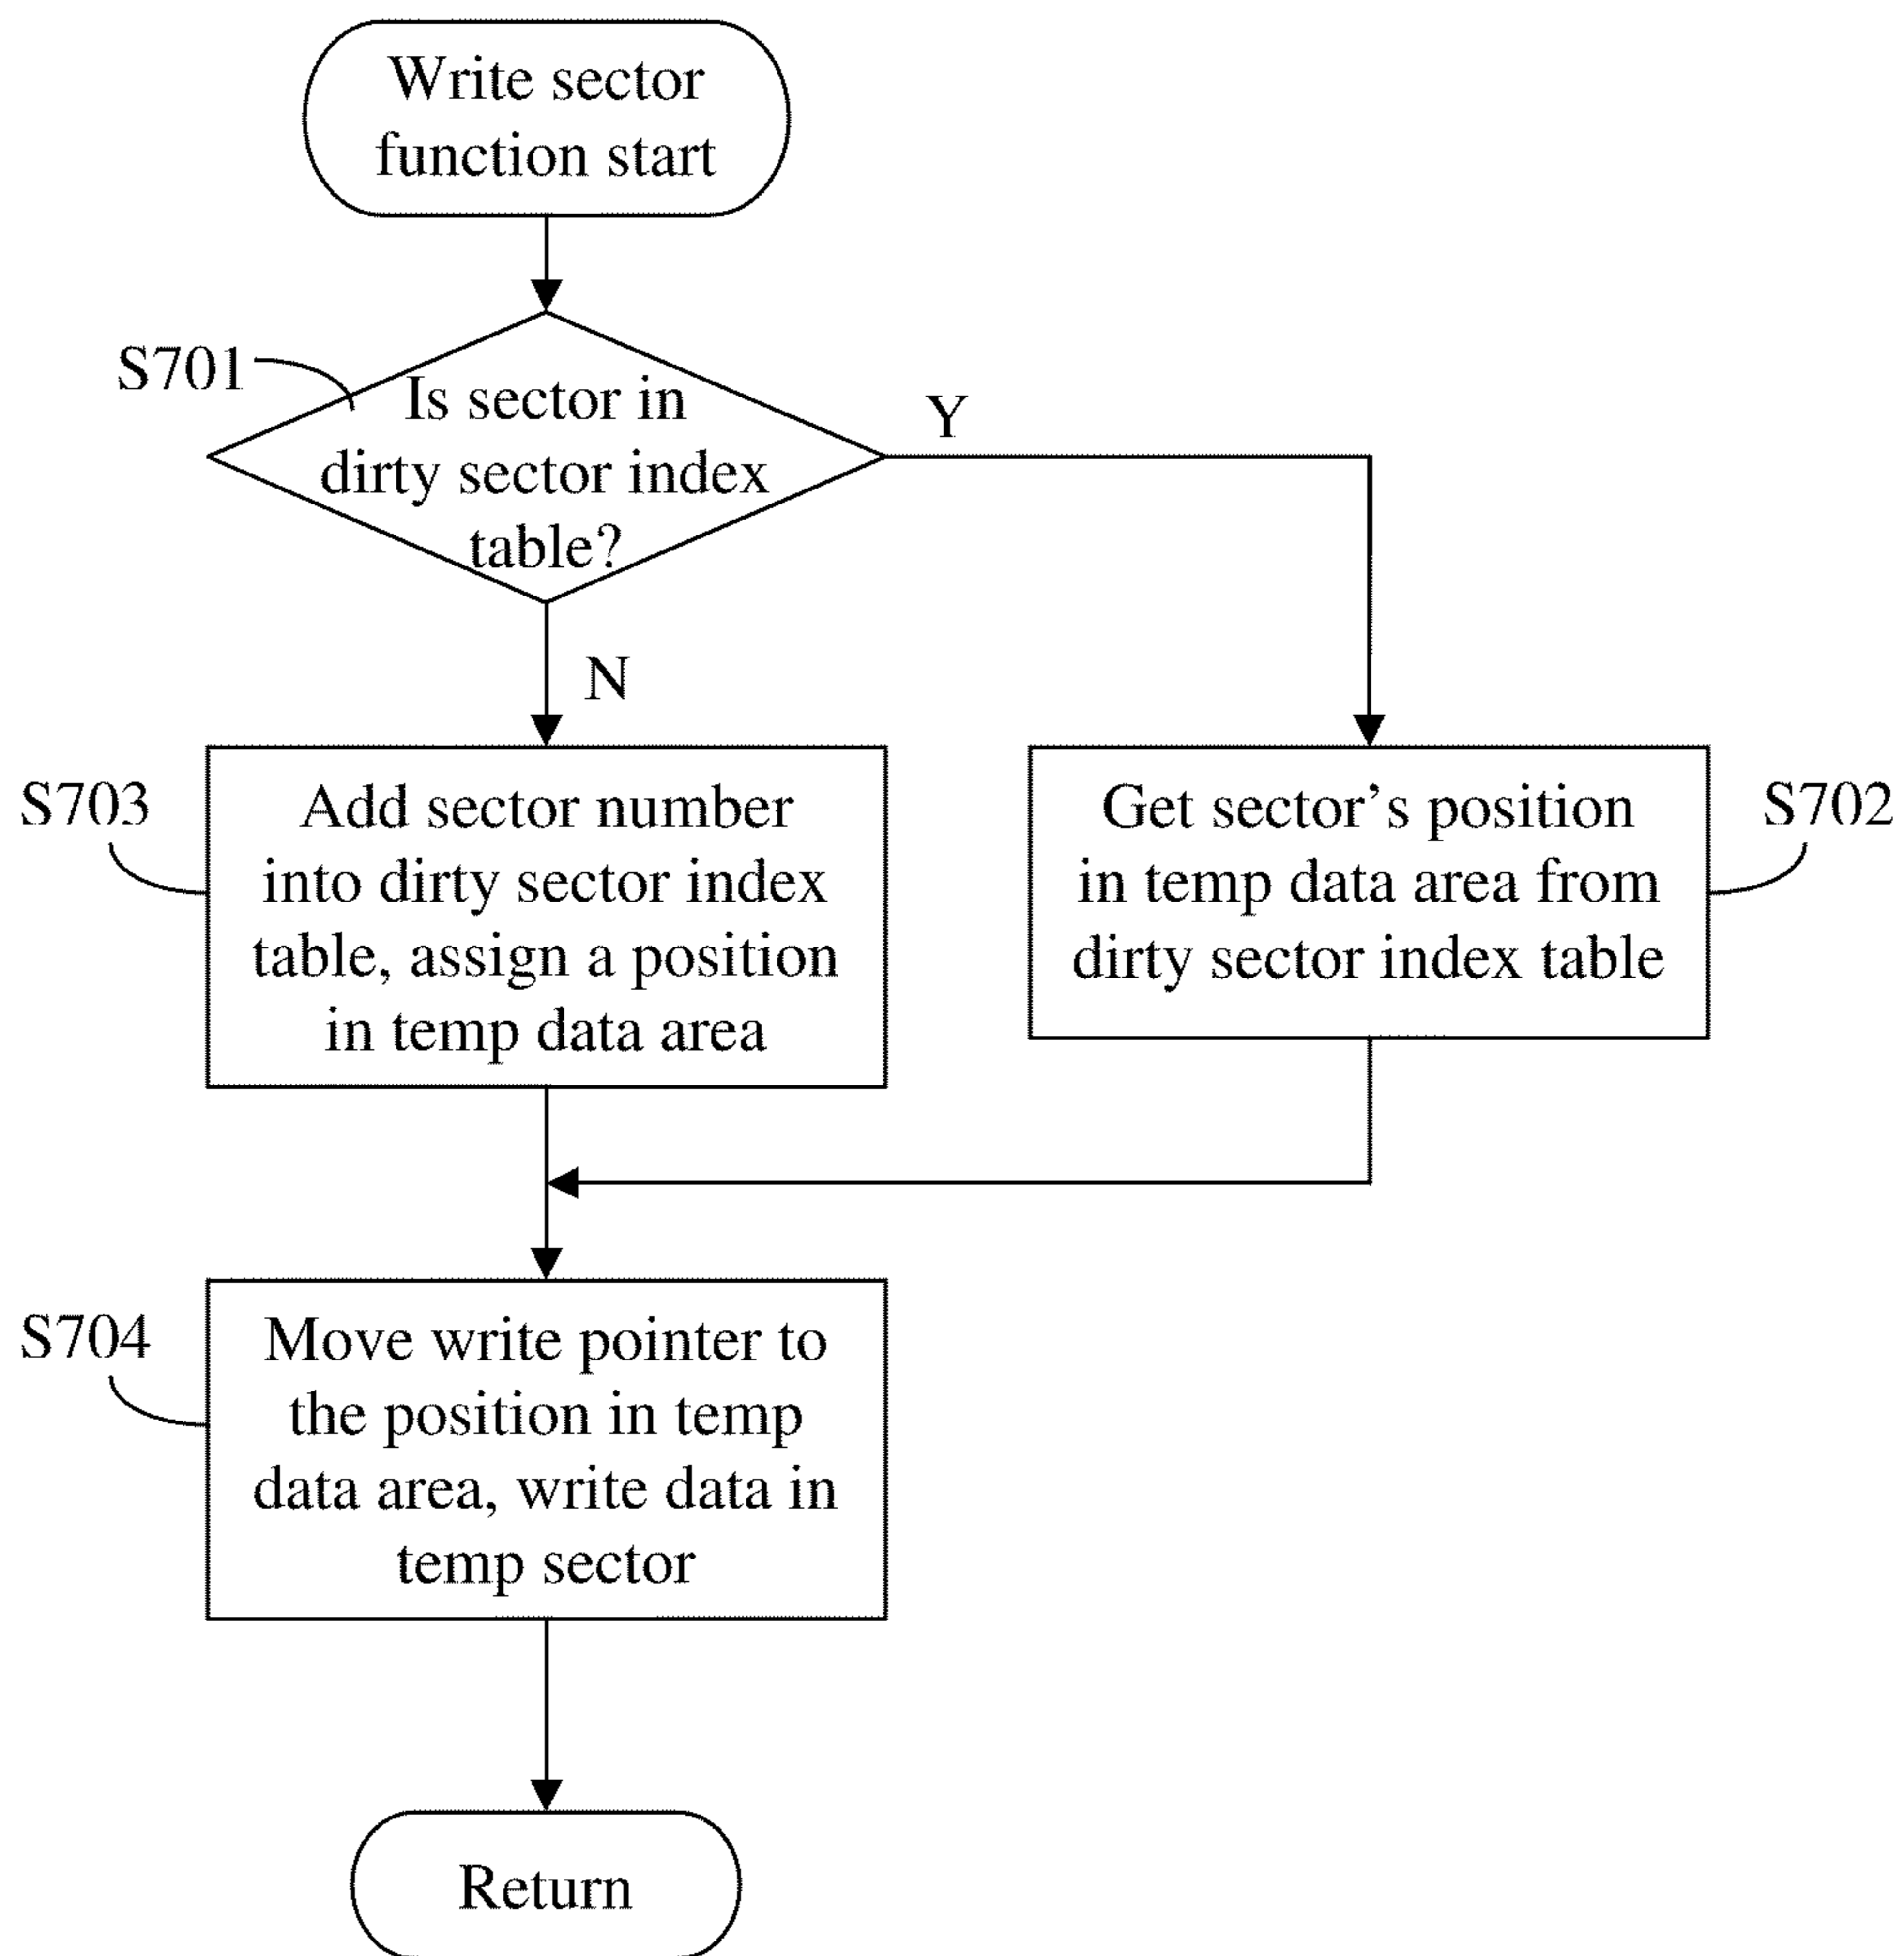 Write sector
function start
S701
Is sector in
dirty sector index
table?
Y
N
S703
Add sector number
into dirty sector index
table, assign a position
in temp data area
Get sector’s position
in temp data area from
dirty sector index table
S702
S704
Move write pointer to
the position in temp
data area, write data in
temp sector
Return